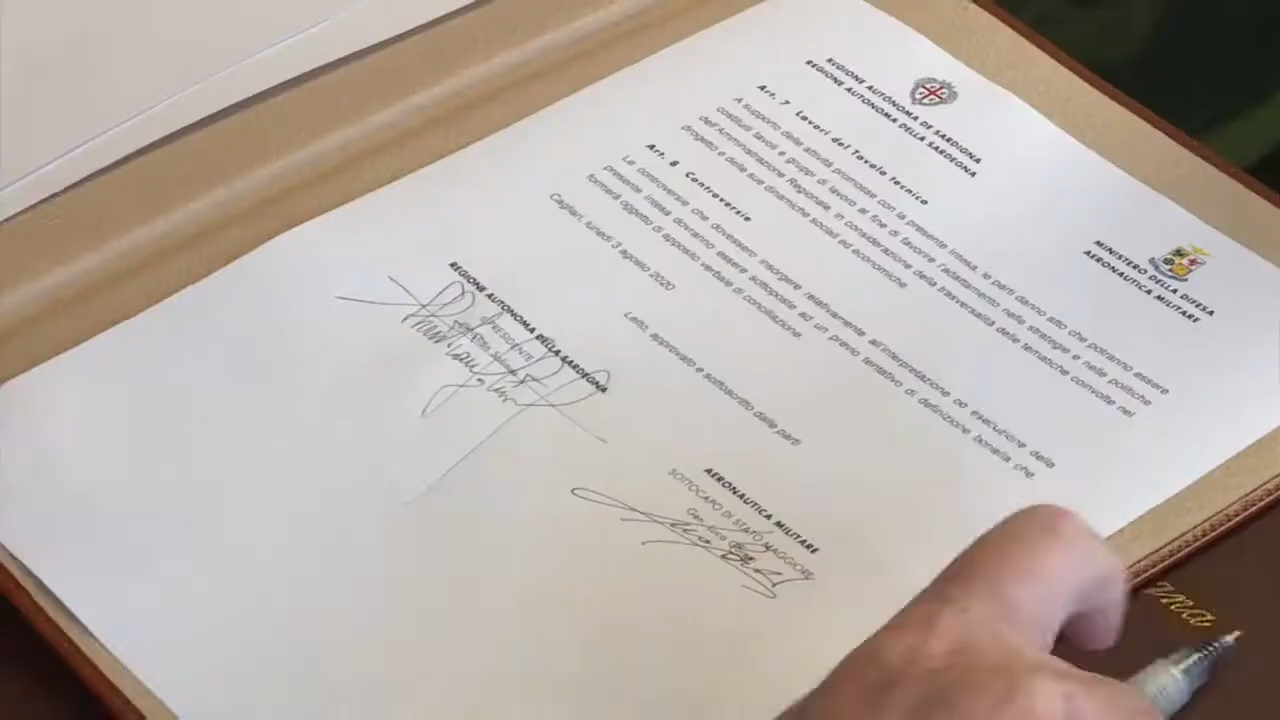 REGIONE AUTÒNOMA DE SARDIGNA
REGIONE AUTONOMA DELLA SARDEGNA
MINISTERO DELLA DIFESA
AERONAUTICA MILITARE
Art. 7 Lavori del Tavolo tecnico
A supporto delle attività promosse con la presente intesa, le parti danno atto che potranno essere
costituiti tavoli e gruppi di lavoro al fine di favorire l'adattamento nelle strategie e nelle politiche
dell'Amministrazione Regionale, in considerazione della trasversalità delle tematiche coinvolte nel
progetto e delle sue dinamiche sociali ed economiche.
Art. 8 Controversie
Le controversie che dovessero insorgere relativamente all'interpretazione od esecuzione della
presente Intesa dovranno essere sottoposte ad un previo tentativo di definizione bonaria che,
formerà oggetto di apposito verbale di conciliazione.
Cagliari, lunedì 3 agosto 2020
Letto, approvato e sottoscritto dalle parti
REGIONE AUTONOMA DELLA SARDEGNA
PRESIDENTE
AERONAUTICA MILITARE
SOTTOCAPO DI STATO MAGGIORE
Gen.